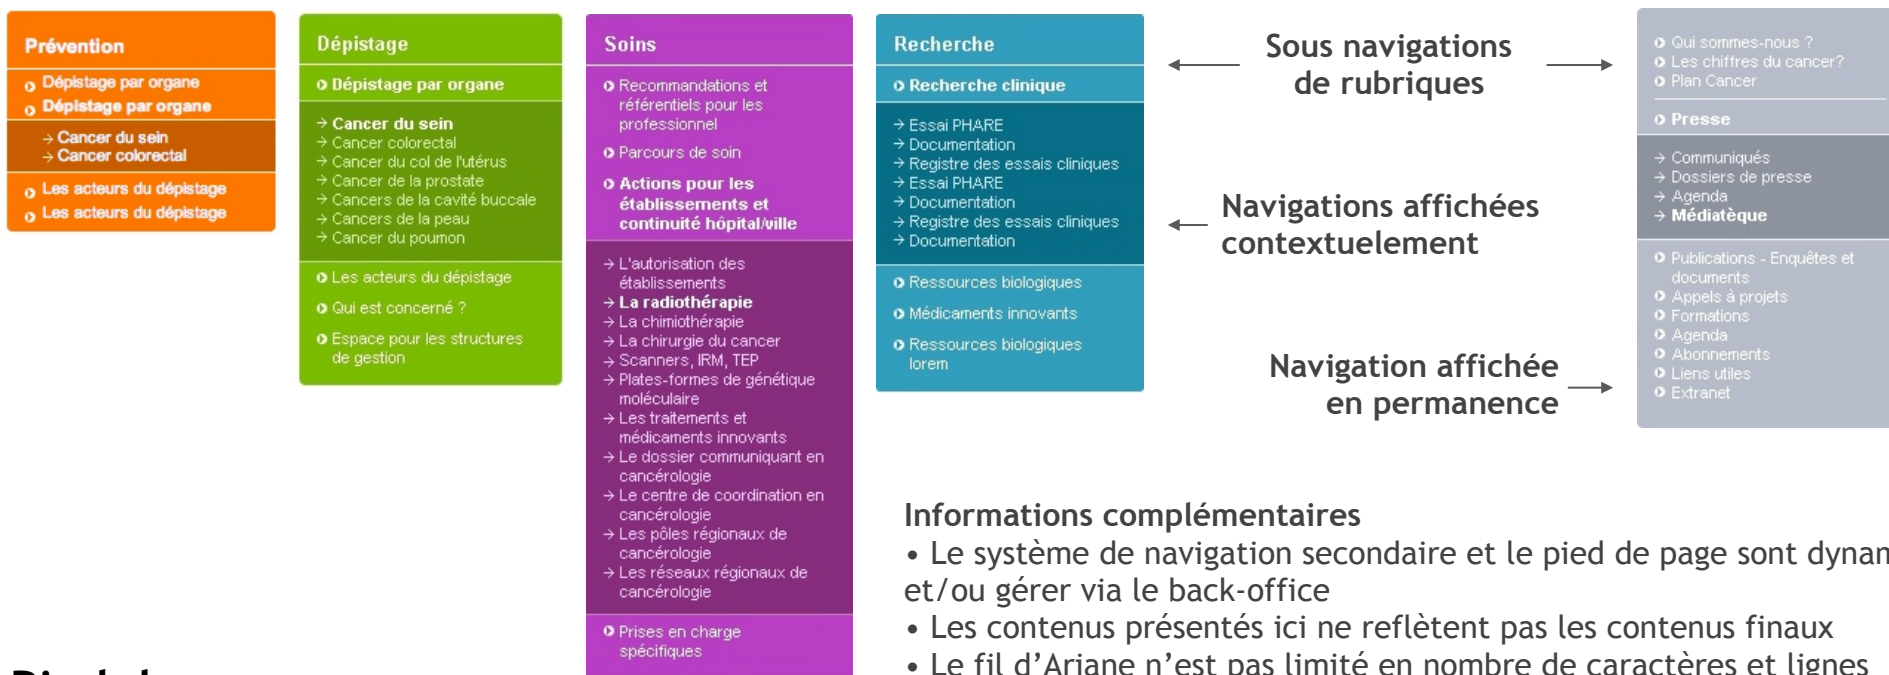 Prévention
Dépistage par organe
Dépistage par organe
→ Cancer du sein
→ Cancer colorectal
Les acteurs du dépistage
Les acteurs du dépistage
Dépistage
Dépistage par organe
→ Cancer du sein
→ Cancer colorectal
→ Cancer du col de l'utérus
→ Cancer de la prostate
→ Cancers de la cavité buccale
→ Cancers de la peau
→ Cancer du poumon
Les acteurs du dépistage
Qui est concerné ?
Espace pour les structures
de gestion
Soins
Recommandations et
référentiels pour les
professionnel
Parcours de soin
Actions pour les
établissements et
continuité hôpital/ville
→ L'autorisation des
établissements
→ La radiothérapie
→ La chimiothérapie
→ La chirurgie du cancer
→ Scanners, IRM, TEP
→ Plates-formes de génétique
moléculaire
→ Les traitements et
médicaments innovants
→ Le dossier communiquant en
cancérologie
→ Le centre de coordination en
cancérologie
→ Les pôles régionaux de
cancérologie
→ Les réseaux régionaux de
cancérologie
Prises en charge
spécifiques
Recherche
Recherche clinique
→ Essai PHARE
→ Documentation
→ Registre des essais cliniques
→ Essai PHARE
→ Documentation
→ Registre des essais cliniques
→ Documentation
Ressources biologiques
Médicaments innovants
Ressources biologiques
lorem
Sous navigations
de rubriques
Navigations affichées
contextuelement
Navigation affichée
en permanence
Qui sommes-nous ?
Les chiffres du cancer?
Plan Cancer
Presse
→ Communiqués
→ Dossiers de presse
→ Agenda
→ Médiatèque
Publications - Enquêtes et
documents
Appels à projets
Formations
Agenda
Abonnements
Liens utiles
Extranet
Informations complémentaires
• Le système de navigation secondaire et le pied de page sont dynam
et/ou gérer via le back-office
• Les contenus présentés ici ne reflètent pas les contenus finaux
• Le fil d'Ariane n'est pas limité en nombre de caractères et lignes